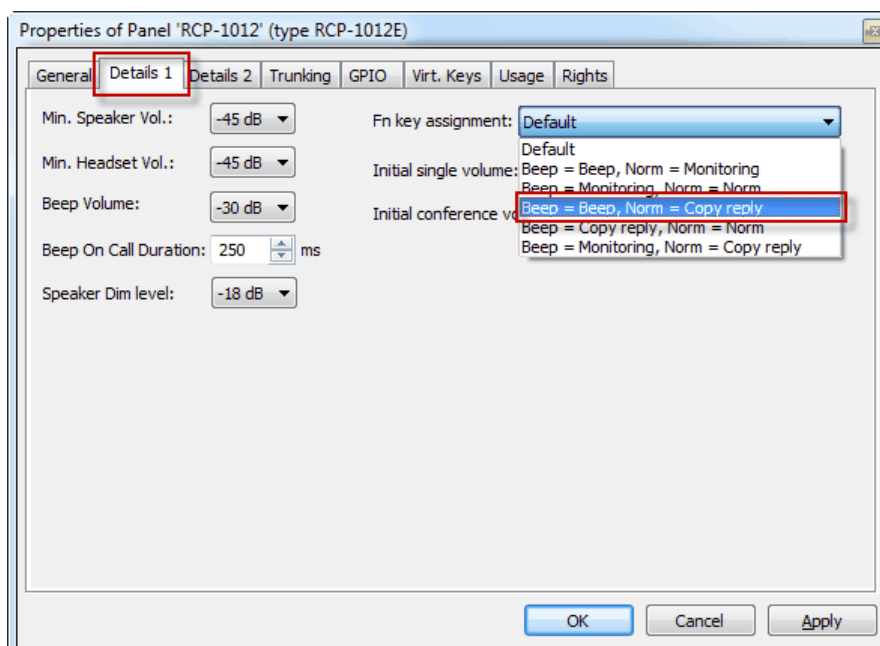 Properties of Panel 'RCP-1012' (type RCP-1012E)
General Details 1 Details 2 Trunking GPIO Virt. Keys Usage Rights
Min. Speaker Vol.: -45 dB
Min. Headset Vol.: -45 dB
Beep Volume: -30 dB
Beep On Call Duration: 250 ms
Speaker Dim level: -18 dB
Fn key assignment: Default
Default
Initial single volume: Beep = Beep, Norm = Monitoring
Beep = Monitoring, Norm = Norm
Initial conference Beep = Beep, Norm = Copy reply
Beep = Copy reply, Norm = Norm
Beep = Monitoring, Norm = Copy reply
OK Cancel Apply